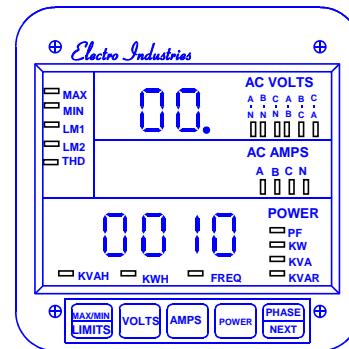 Electro Industries
AC VOLTS
A B C A B C
N N N B C A
MAX
MIN
LM1
LM2
THD
00.
AC AMPS
A B C N
0010
POWER
PF
KW
KVA
KVAR
KVAH KWH FREQ
MAX/MIN
LIMITS
VOLTS
AMPS
POWER
PHASE
NEXT